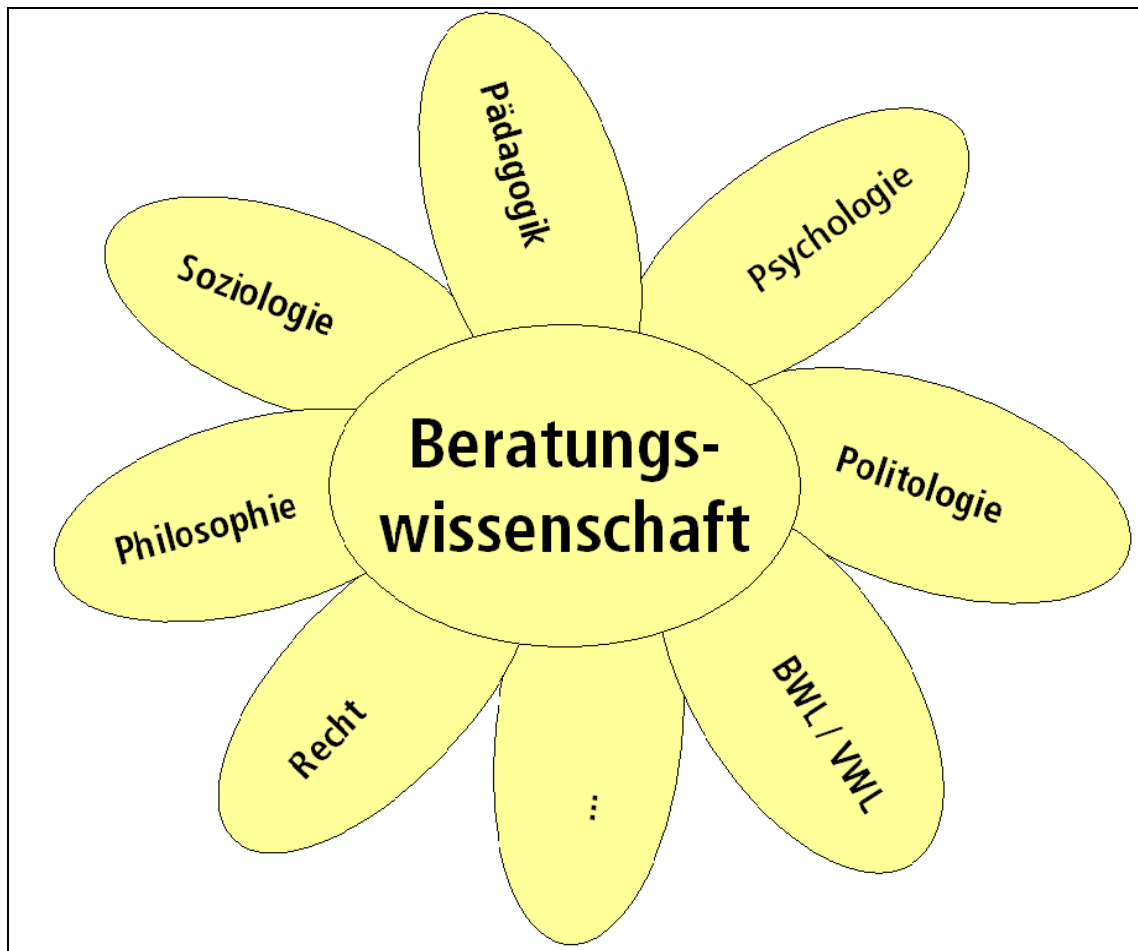 Pädagogik
Psychologie
Soziologie
Beratungs-
wissenschaft
Politologie
Philosophie
BWL / VWL
Recht
...